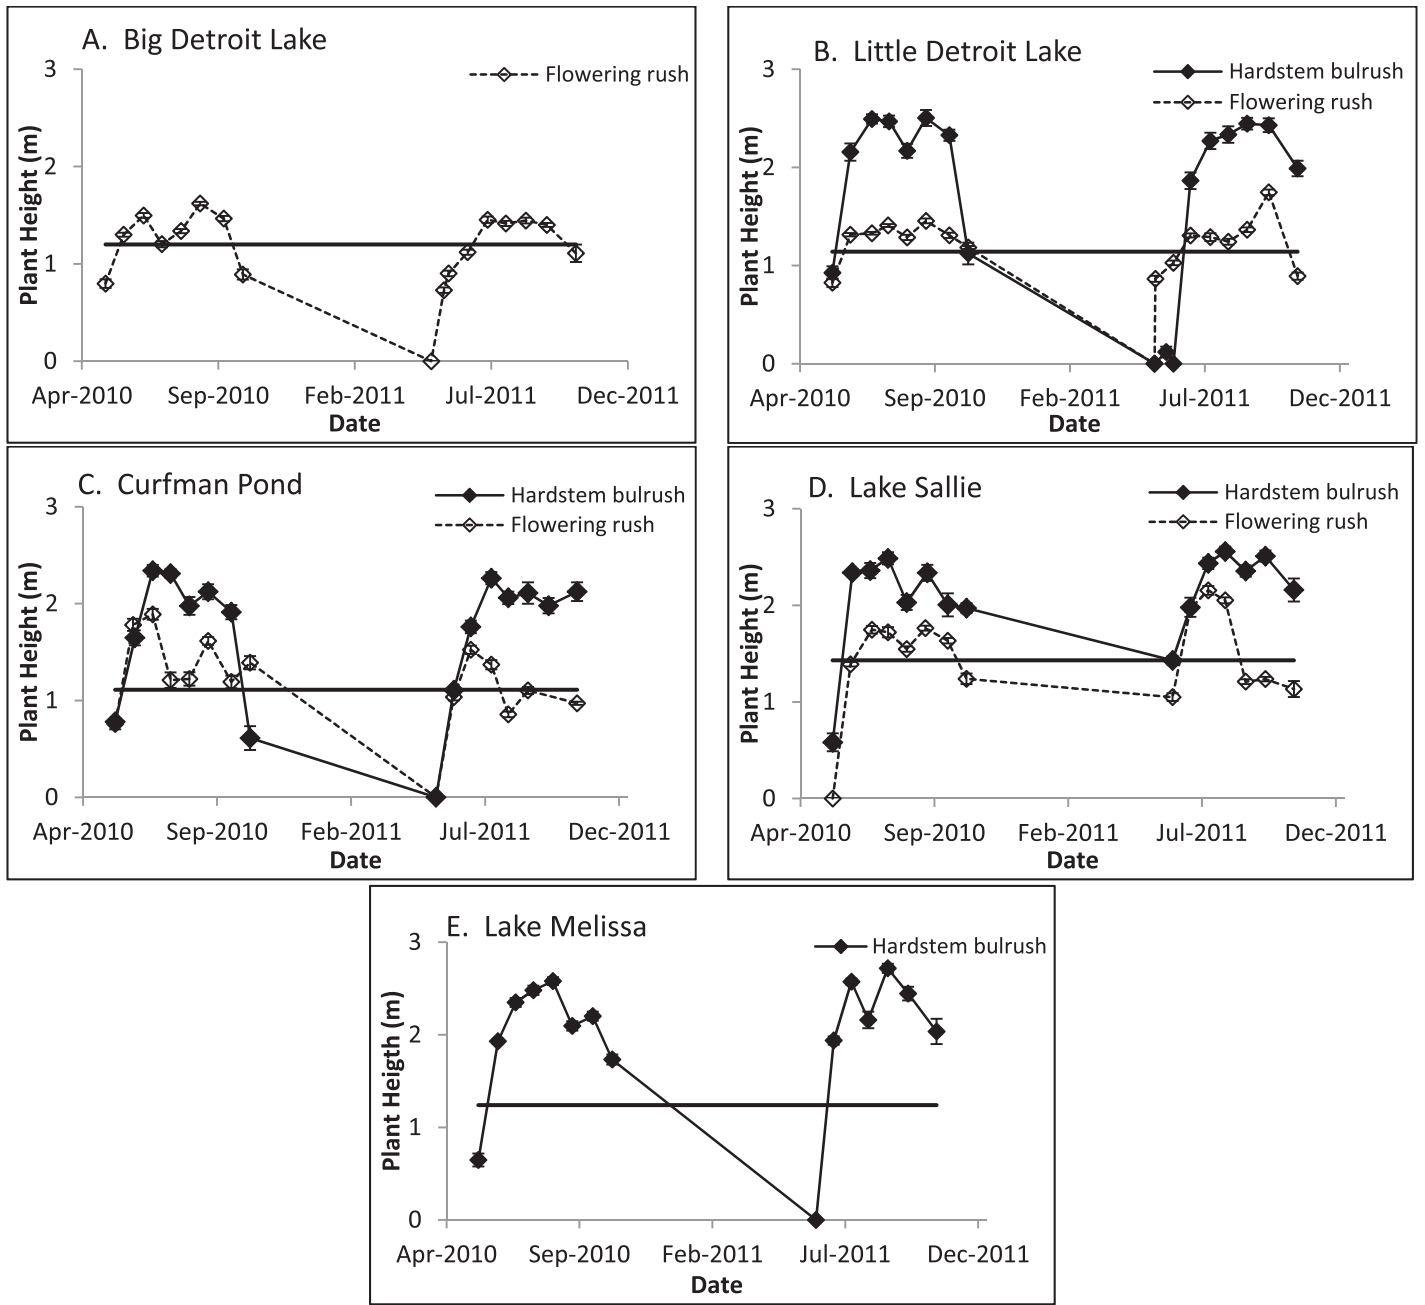 A. Big Detroit Lake
Flowering rush
3
2
1
0
Plant Height (m)
Apr-2010 Sep-2010 Feb-2011 Jul-2011 Dec-2011
Date
B. Little Detroit Lake
Hardstem bulrush
Flowering rush
3
2
1
0
Plant Height (m)
Apr-2010 Sep-2010 Feb-2011 Jul-2011 Dec-2011
Date
C. Curfman Pond
Hardstem bulrush
Flowering rush
3
2
1
0
Plant Height (m)
Apr-2010 Sep-2010 Feb-2011 Jul-2011 Dec-2011
Date
D. Lake Sallie
Hardstem bulrush
Flowering rush
3
2
1
0
Plant Height (m)
Apr-2010 Sep-2010 Feb-2011 Jul-2011 Dec-2011
Date
E. Lake Melissa
Hardstem bulrush
3
2
1
0
Plant Heigth (m)
Apr-2010 Sep-2010 Feb-2011 Jul-2011 Dec-2011
Date